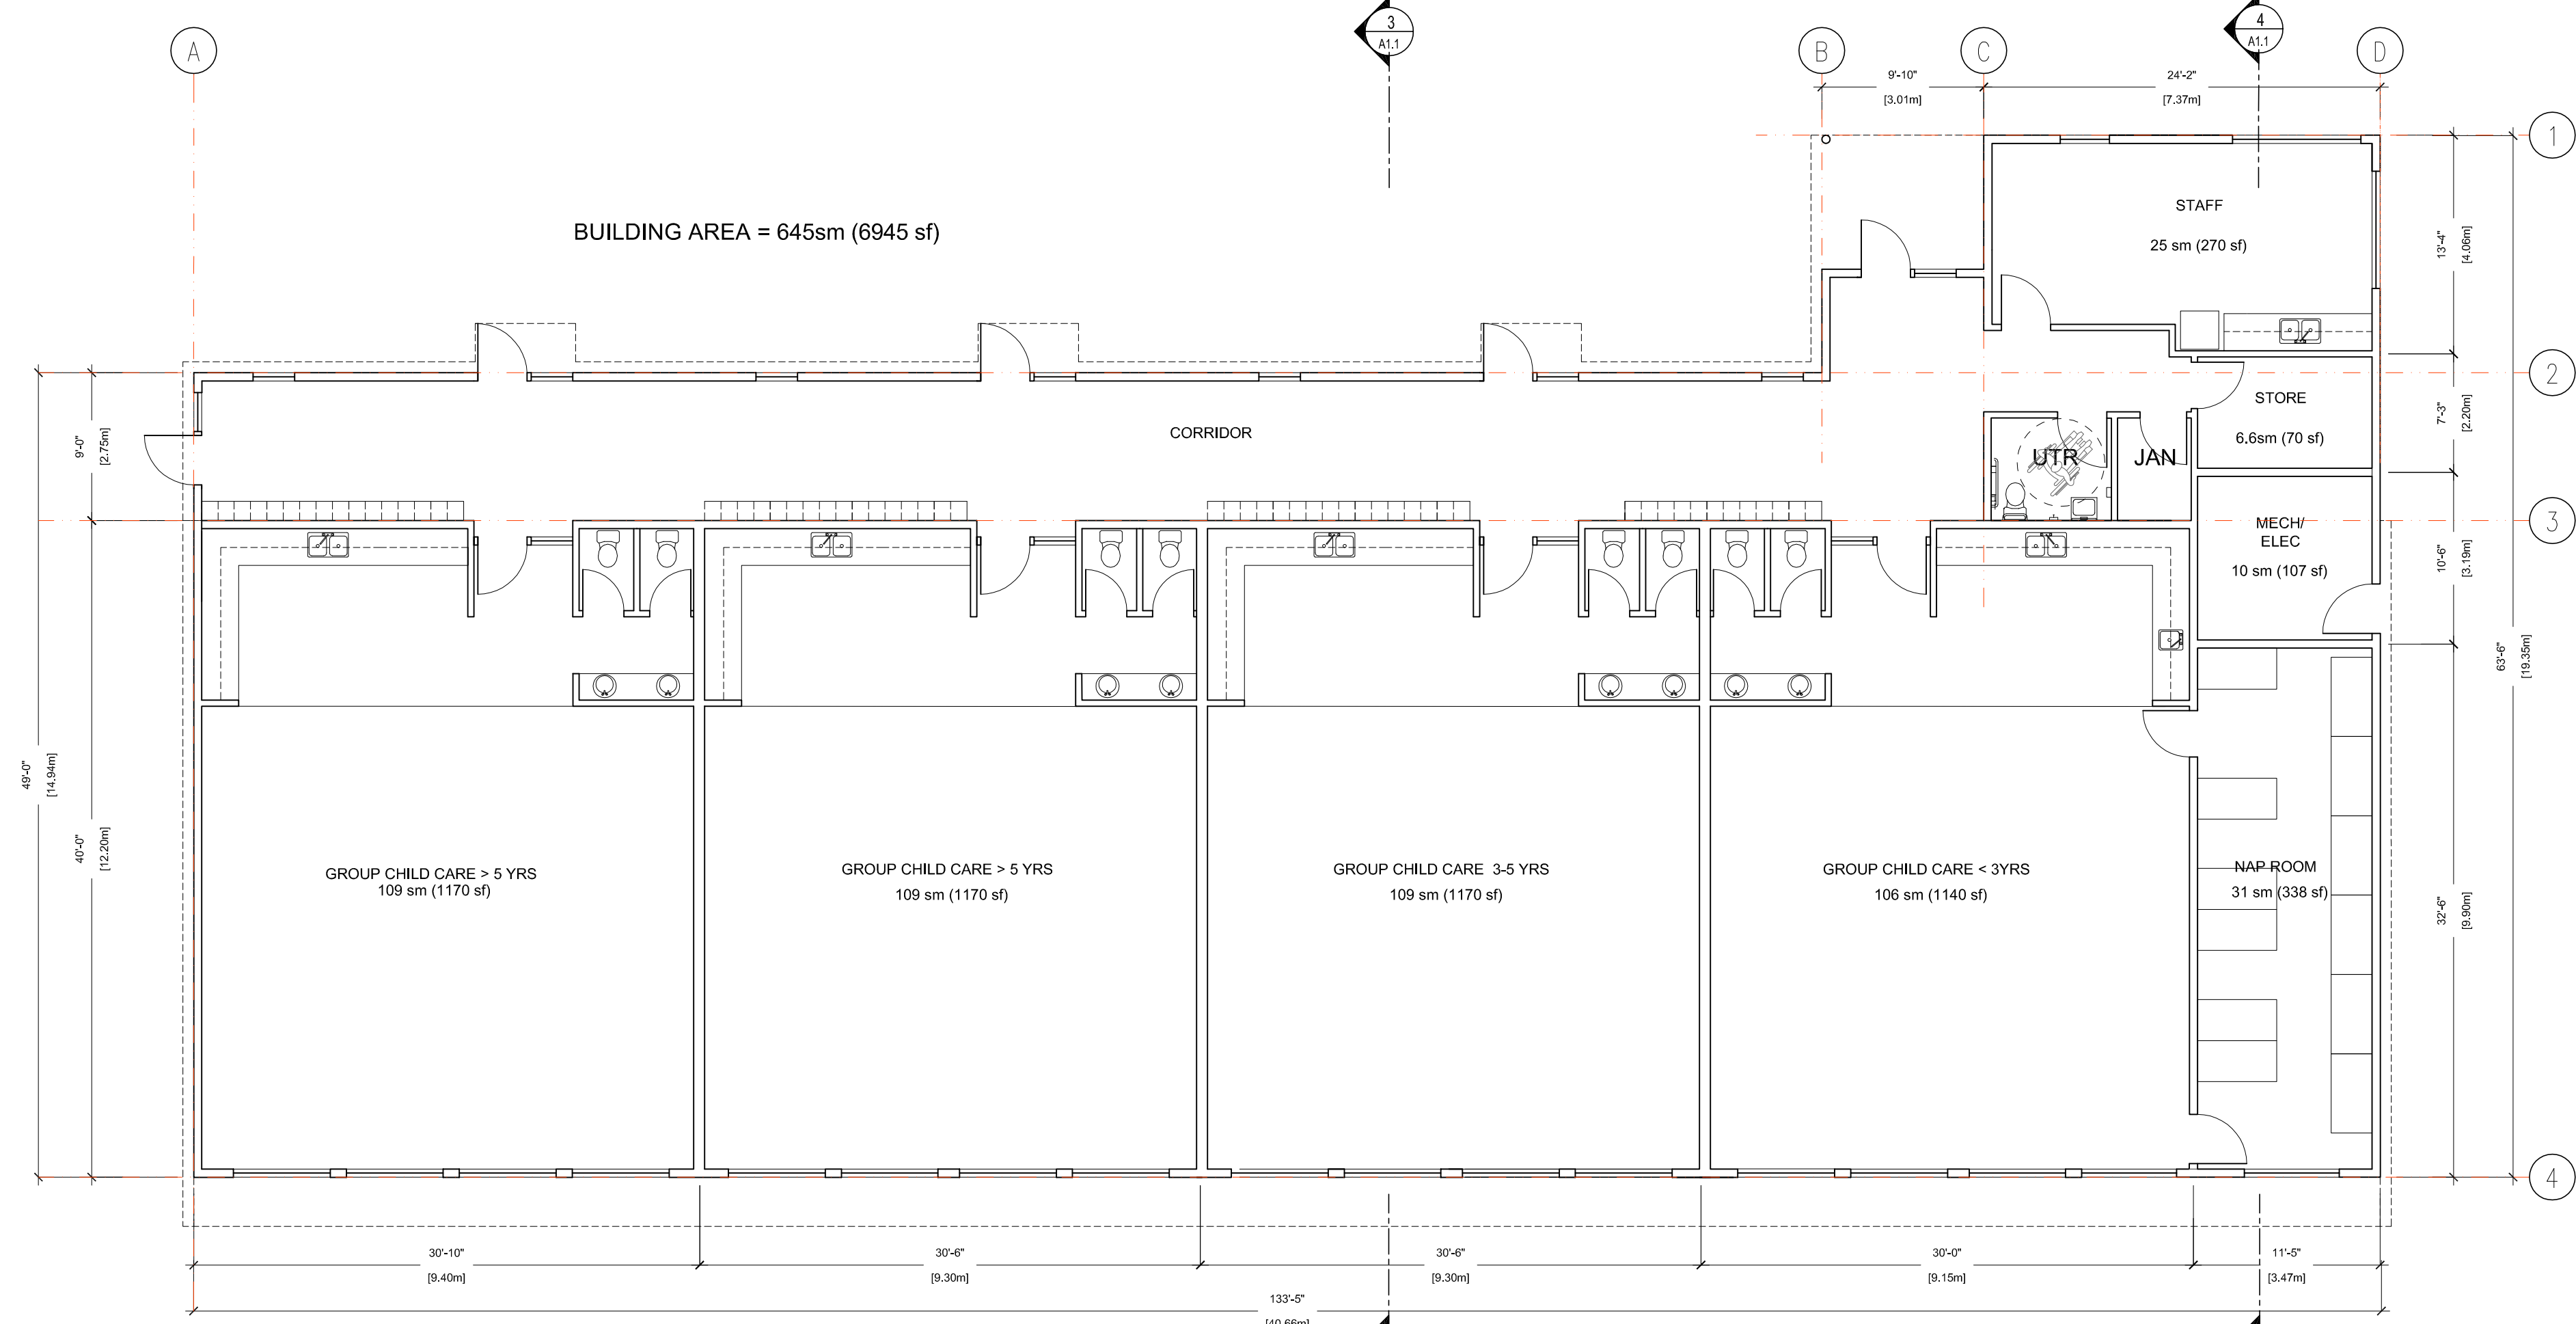 3
A1.1
4
A1.1
A
B
C
D
9'-10"
[3.01m]
24'-2"
[7.37m]
1
STAFF
25 sm (270 sf)
BUILDING AREA = 645sm (6945 sf)
13'-4"
[4.06m]
2
STORE
6.6sm (70 sf)
7'-3"
[2.20m]
CORRIDOR
9'-0"
[2.75m]
UTR
JAN
3
MECH/
ELEC
10 sm (107 sf)
10'-6"
[3.19m]
63'-6"
[19.35m]
49'-0"
[14.94m]
40'-0"
[12.20m]
GROUP CHILD CARE > 5 YRS
109 sm (1170 sf)
GROUP CHILD CARE > 5 YRS
109 sm (1170 sf)
GROUP CHILD CARE 3-5 YRS
109 sm (1170 sf)
GROUP CHILD CARE < 3YRS
106 sm (1140 sf)
NAP ROOM
31 sm (338 sf)
32'-6"
[9.90m]
4
30'-10"
[9.40m]
30'-6"
[9.30m]
30'-6"
[9.30m]
30'-0"
[9.15m]
11'-5"
[3.47m]
133'-5"
[40.66m]